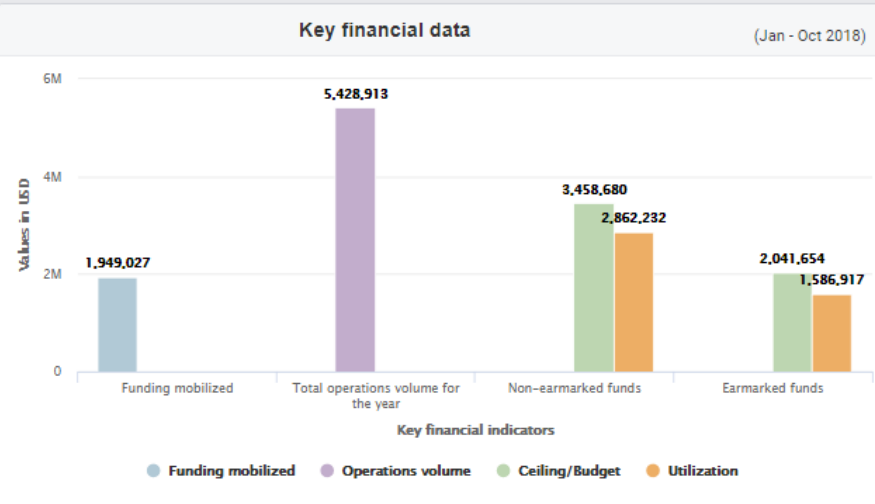 Key financial data
(Jan - Oct 2018)
6M
5,428,913
4M
3,458,680
2,862,232
Values in USD
1,949,027
2M
2,041,654
1,586,917
0
Funding mobilized
Total operations volume for
the year
Non-earmarked funds
Earmarked funds
Key financial indicators
Funding mobilized
Operations volume
Ceiling/Budget
Utilization